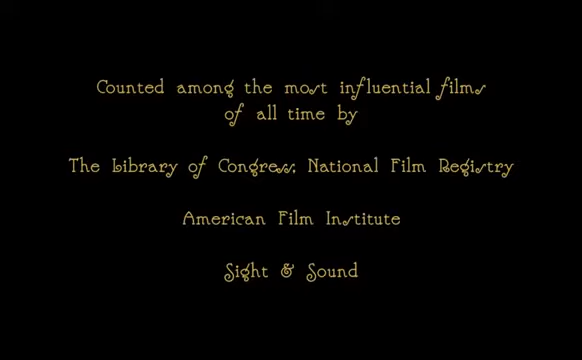 Counted among the most influential films
of all time by
The Library of Congress, National Film Registry
American Film Institute
Sight & Sound